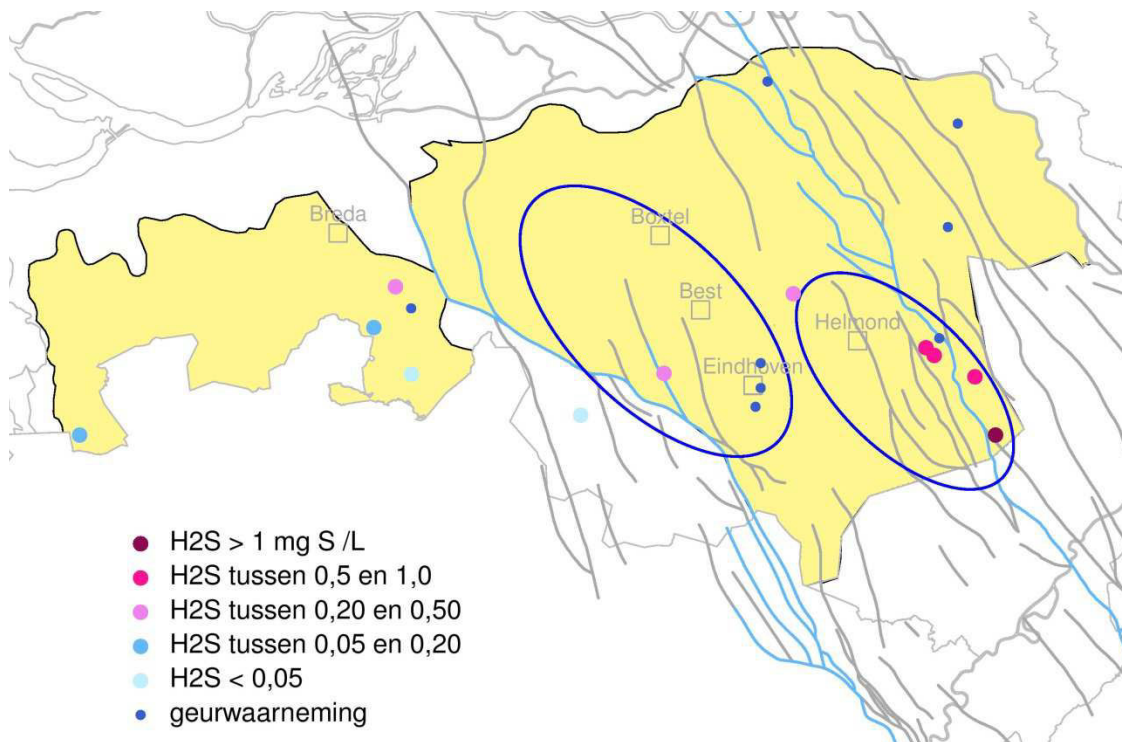 Breda
Boxtel
Best
Helmond
Eindhoven
H2S > 1 mg S /L
H2S tussen 0,5 en 1,0
H2S tussen 0,20 en 0,50
H2S tussen 0,05 en 0,20
H2S < 0,05
geurwaarneming